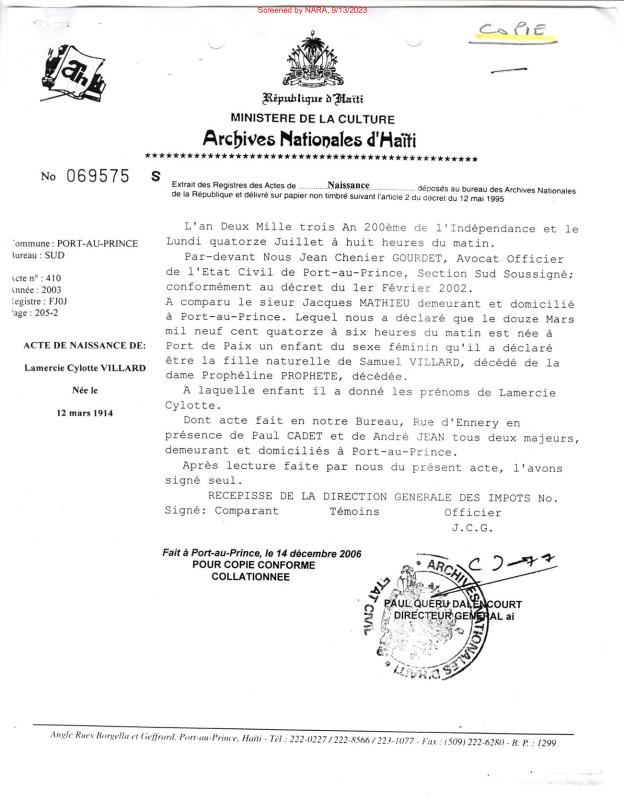 Screened by NARA, 9/13/2023
COPIE
République d'Haïti
MINISTERE DE LA CULTURE
Archives Nationales d'Haïti
************************************************
No 069575 S
Extrait des Registres des Actes de ............Naissance.................. déposés au bureau des Archives Nationales
de la République et délivré sur papier non timbré suivant l'article 2 du décret du 12 mai 1995
ommune : PORT-AU-PRINCE
ureau : SUD
cte n° : 410
nnée : 2003
egistre : FJ0J
age : 205-2
ACTE DE NAISSANCE DE:
Lamercie Cylotte VILLARD
Née le
12 mars 1914
L'an Deux Mille trois An 200ème de l'Indépendance et le
Lundi quatorze Juillet à huit heures du matin.
Par-devant Nous Jean Chenier GOURDET, Avocat Officier
de l'Etat Civil de Port-au-Prince, Section Sud Soussigné;
conformément au décret du 1er Février 2002.
A comparu le sieur Jacques MATHIEU demeurant et domicilié
à Port-au-Prince. Lequel nous a déclaré que le douze Mars
mil neuf cent quatorze à six heures du matin est née à
Port de Paix un enfant du sexe féminin qu'il a déclaré
être la fille naturelle de Samuel VILLARD, décédé de la
dame Prophéline PROPHETE, décédée.
A laquelle enfant il a donné les prénoms de Lamercie
Cylotte.
Dont acte fait en notre Bureau, Rue d'Ennery en
présence de Paul CADET et de André JEAN tous deux majeurs,
demeurant et domiciliés à Port-au-Prince.
Après lecture faite par nous du présent acte, l'avons
signé seul.
RECEPISSE DE LA DIRECTION GENERALE DES IMPOTS No.
Signé: Comparant Témoins Officier
J.C.G.
Fait à Port-au-Prince, le 14 décembre 2006
POUR COPIE CONFORME
COLLATIONNEE
ARCHIVES NATIONALES D'HAITI
ETAT CIVIL
PAUL QUERU DALENCOURT
DIRECTEUR GENERAL ai
Angle Rues Borgella et Geffrard, Port-au-Prince, Haïti - Tél : 222-0227 / 222-8566 / 223-1077 - Fax : (509) 222-6280 - B. P. : 1299